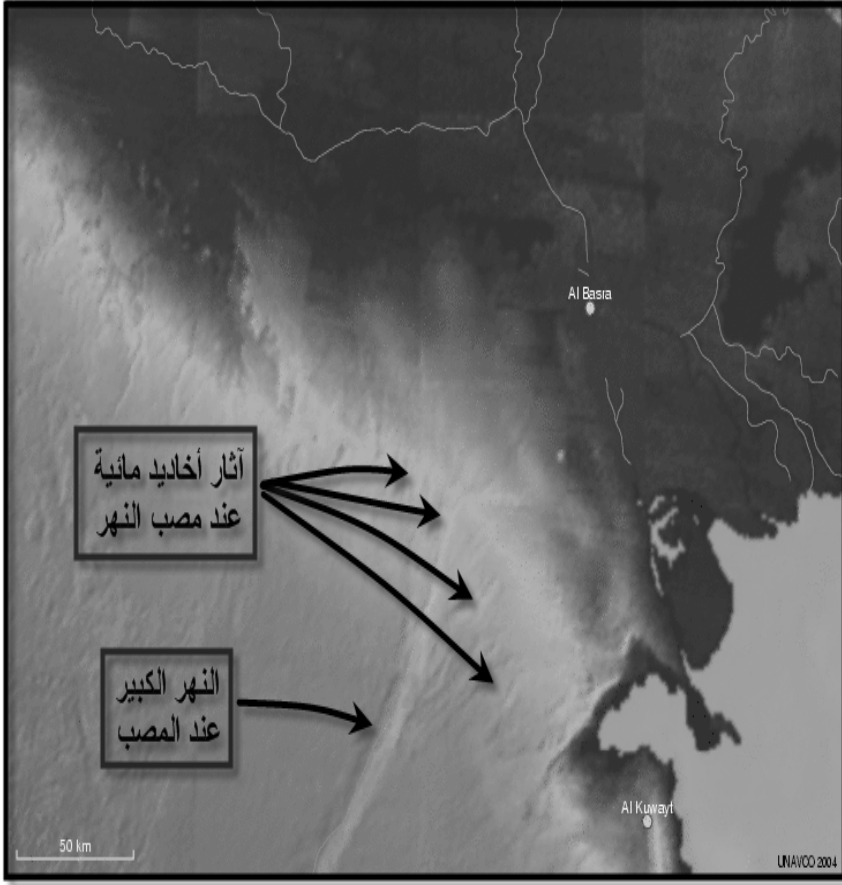 Al Basra
آثار أخاديد مائية
عند مصب النهر
النهر الكبير
عند المصب
Al Kuwayt
50 km
UNAVCO 2004